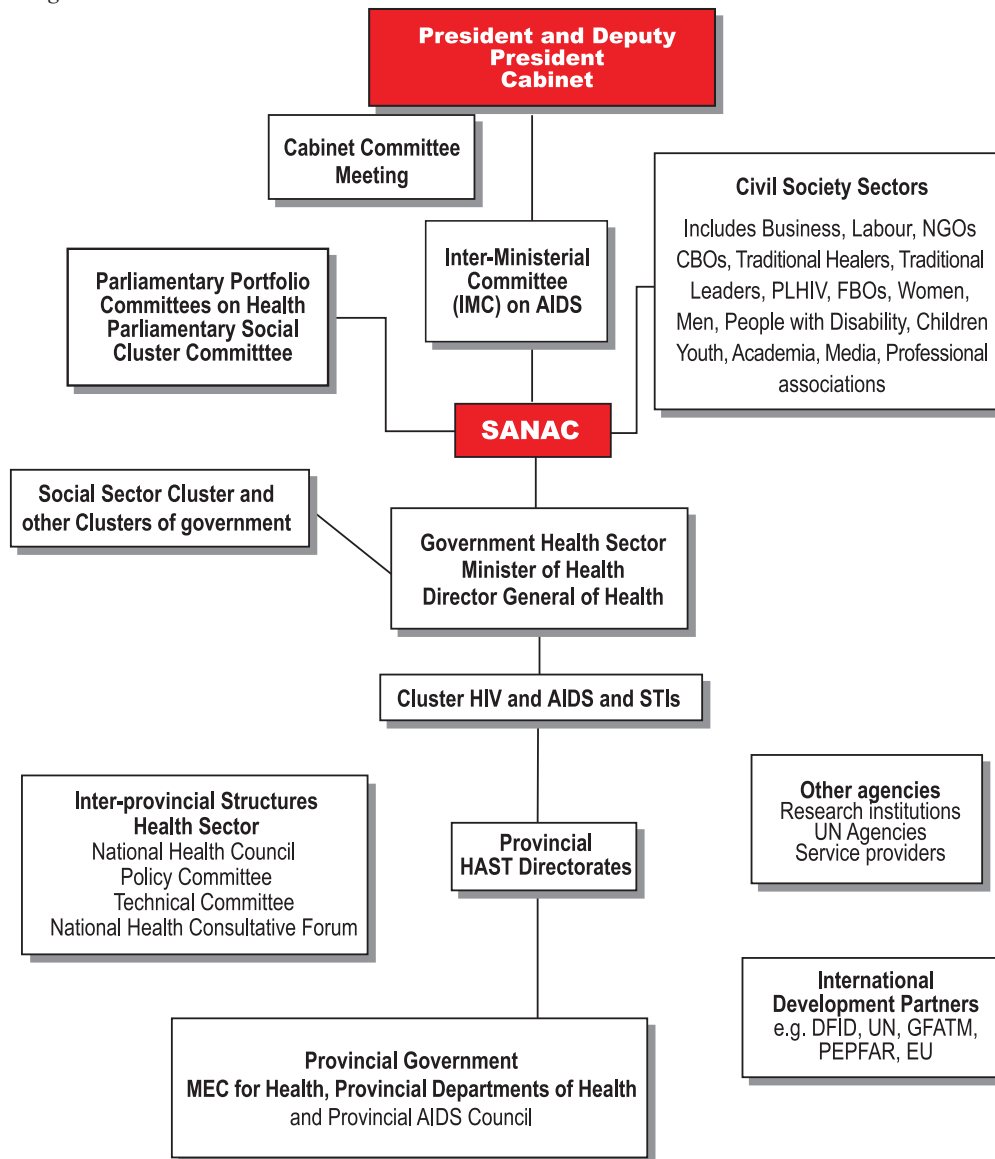 President and Deputy
President
Cabinet
Cabinet Committee
Meeting
Civil Society Sectors
Includes Business, Labour, NGOs
CBOs, Traditional Healers, Traditional
Leaders, PLHIV, FBOs, Women,
Men, People with Disability, Children
Youth, Academia, Media, Professional
associations
Inter-Ministerial
Committee
(IMC) on AIDS
Parliamentary Portfolio
Committees on Health
Parliamentary Social
Cluster Committtee
SANAC
Social Sector Cluster and
other Clusters of government
Government Health Sector
Minister of Health
Director General of Health
Cluster HIV and AIDS and STIs
Inter-provincial Structures
Health Sector
National Health Council
Policy Committee
Technical Committee
National Health Consultative Forum
Provincial
HAST Directorates
Other agencies
Research institutions
UN Agencies
Service providers
International
Development Partners
e.g. DFID, UN, GFATM,
PEPFAR, EU
Provincial Government
MEC for Health, Provincial Departments of Health
and Provincial AIDS Council